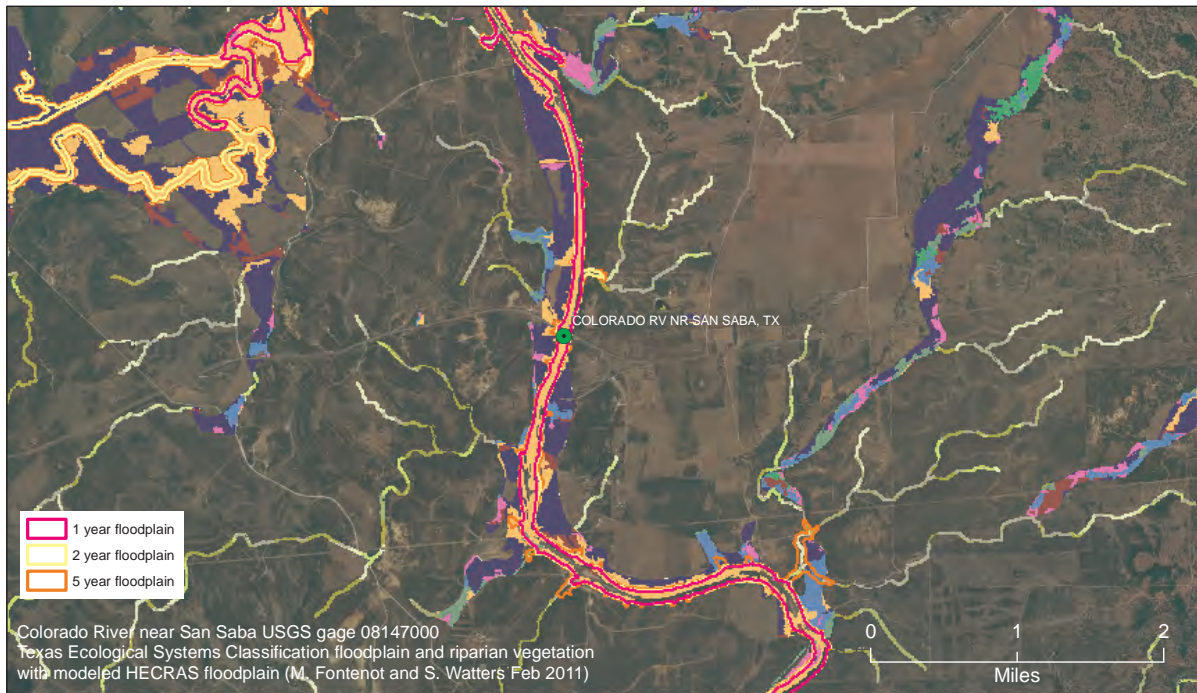 COLORADO RV NR SAN SABA, TX
1 year floodplain
2 year floodplain
5 year floodplain
Colorado River near San Saba USGS gage 08147000
Texas Ecological Systems Classification floodplain and riparian vegetation
with modeled HECRAS floodplain (M. Fontenot and S. Watters Feb 2011)
0 1 2
Miles